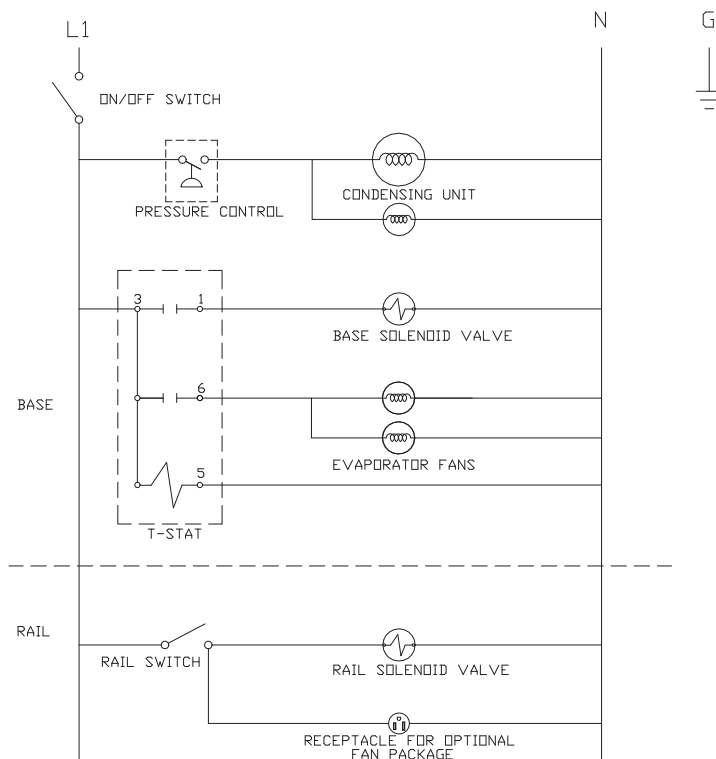 L1
N
G
ON/OFF SWITCH
CONDENSING UNIT
PRESSURE CONTROL
3
1
BASE SOLENOID VALVE
6
BASE
EVAPORATOR FANS
5
T-STAT
RAIL
RAIL SWITCH
RAIL SOLENOID VALVE
RECEPTACLE FOR OPTIONAL
FAN PACKAGE